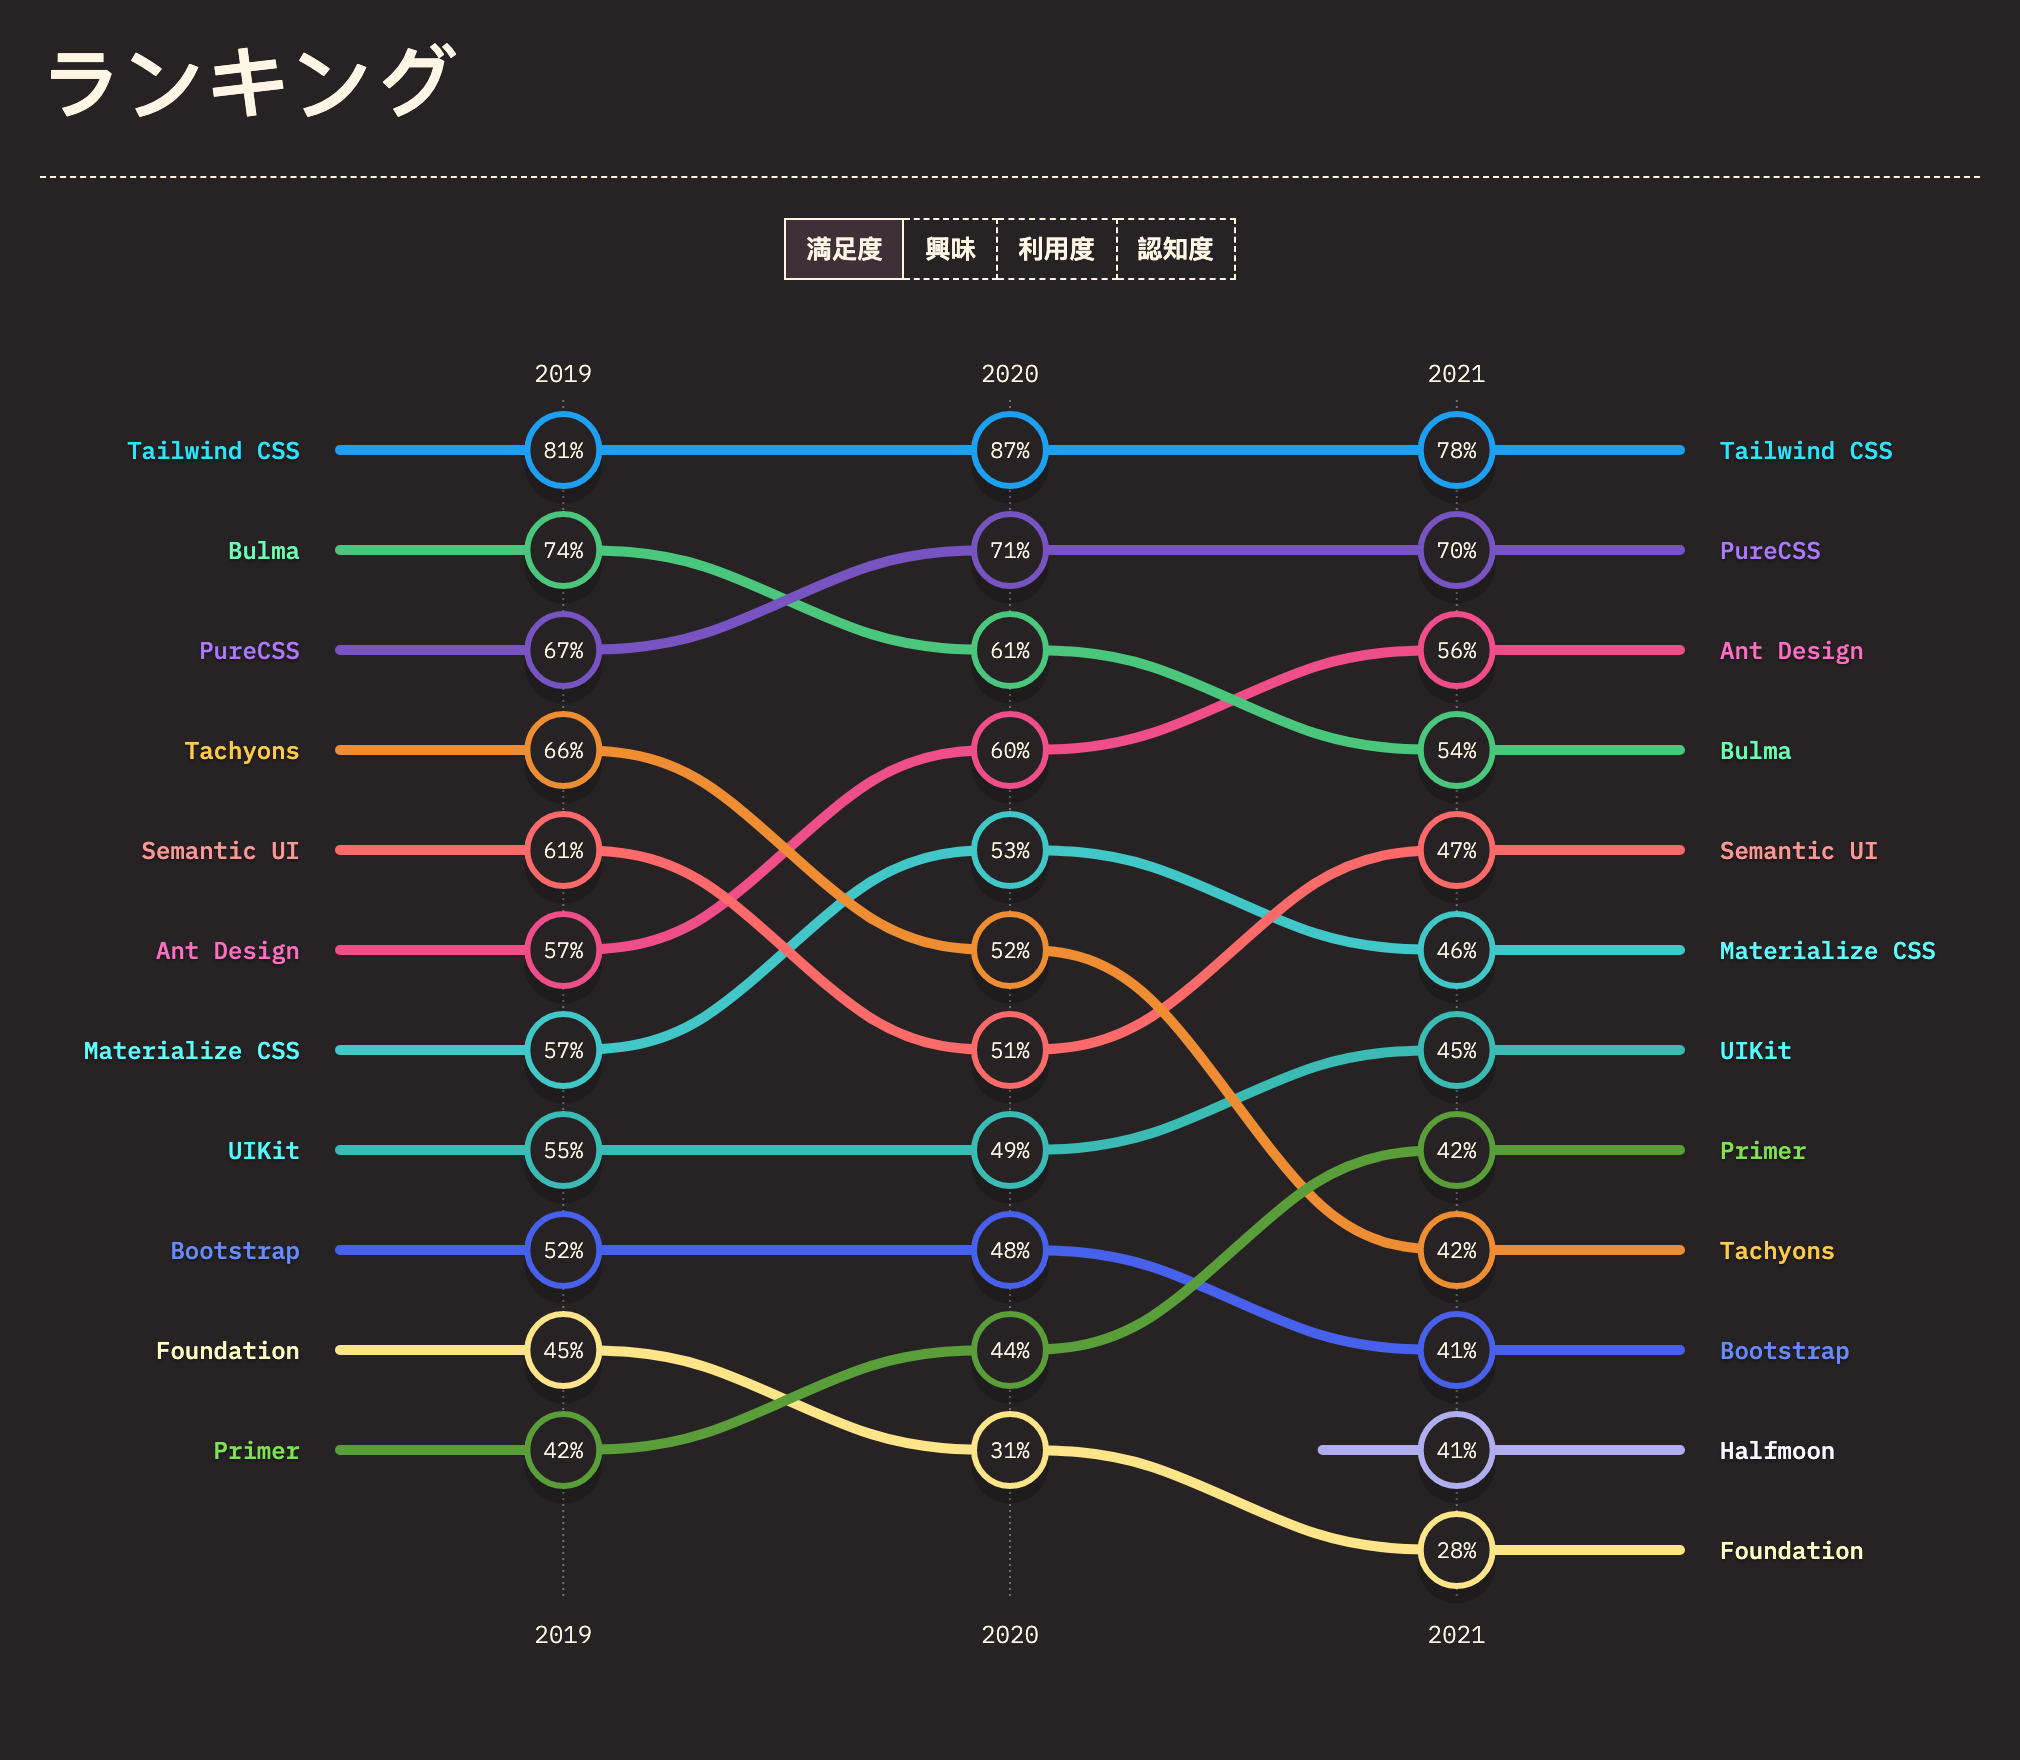 ランキング
満足度 興味 利用度 認知度
2019 2020 2021
Tailwind CSS 81% 87% 78% Tailwind CSS
Bulma 74% 71% 70% PureCSS
PureCSS 67% 61% 56% Ant Design
Tachyons 66% 60% 54% Bulma
Semantic UI 61% 53% 47% Semantic UI
Ant Design 57% 52% 46% Materialize CSS
Materialize CSS 57% 51% 45% UIKit
UIKit 55% 49% 42% Primer
Bootstrap 52% 48% 42% Tachyons
Foundation 45% 44% 41% Bootstrap
Primer 42% 31% 41% Halfmoon
28% Foundation
2019 2020 2021